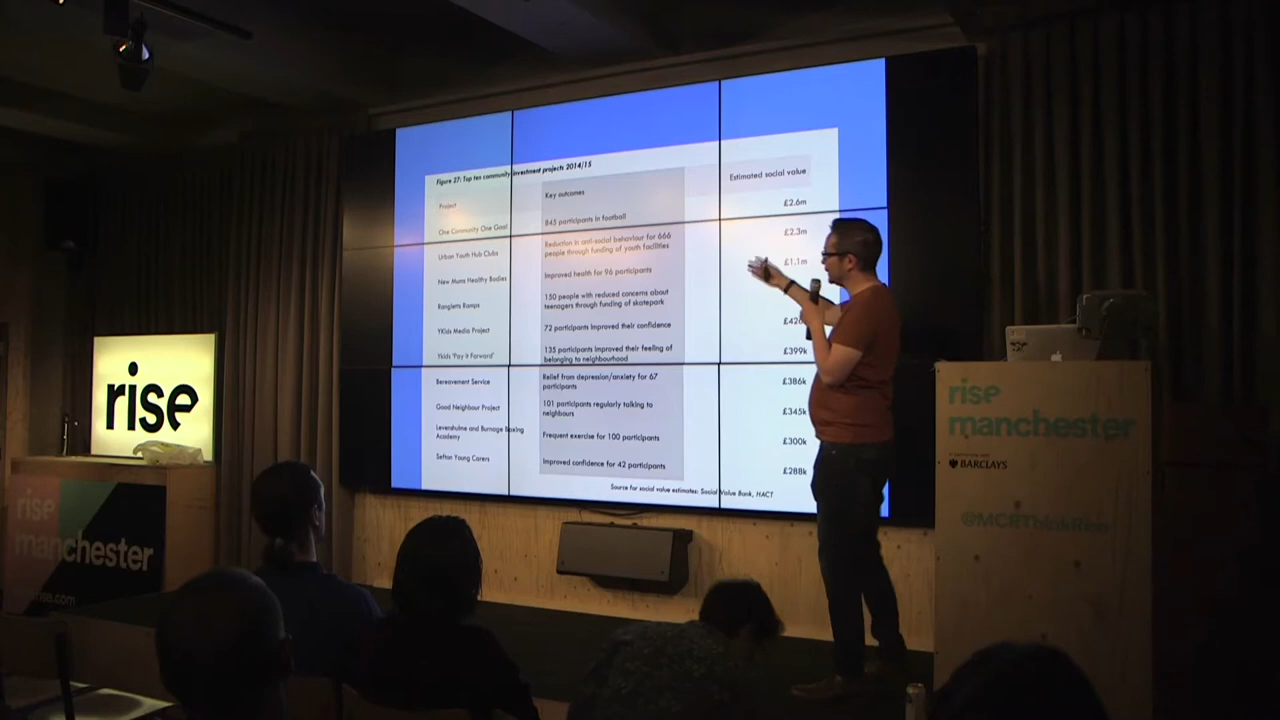 Figure 27: Top ten community investment projects 2014/15
Project Key outcomes Estimated social value
One Community One Goal 845 participants in football £2.6m
Urban Youth Hub Clubs Reduction in anti-social behaviour for 666
people through funding of youth facilities £2.3m
New Mums Healthy Bodies Improved health for 96 participants £1.1m
Ramps 150 people with reduced concerns about
teenagers through funding of skatepark
YKids Media Project 72 participants improved their confidence
YKids 'Pay it Forward' 135 participants improved their feeling of
belonging to neighbourhood £399k
Bereavement Service Relief from depression/anxiety for 67
participants £386k
Good Neighbour Project 101 participants regularly talking to
neighbours £345k
Levenshulme and Burnage Boxing
Academy Frequent exercise for 100 participants £300k
Sefton Young Carers Improved confidence for 42 participants £288k
Source for social value estimates: Social Value Bank, HACT
rise
rise
manchester
rise
manchester
BARCLAYS
@MCRThinkRise